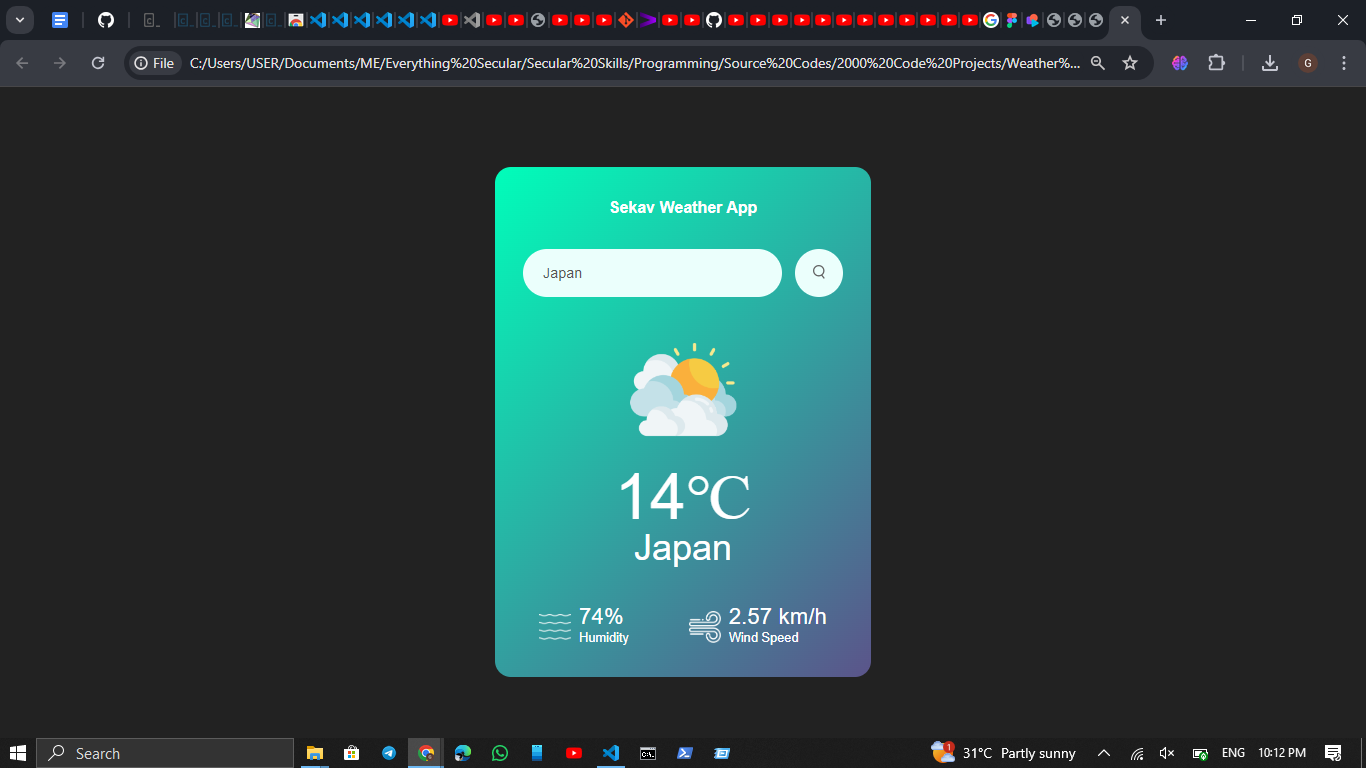 File
C:/Users/USER/Documents/ME/Everything%20Secular/Secular%20Skills/Programming/Source%20Codes/2000%20Code%20Projects/Weather%...
G
Sekav Weather App
Japan
14°C
Japan
74%
Humidity
2.57 km/h
Wind Speed
Search
1
31°C Partly sunny
ENG
10:12 PM